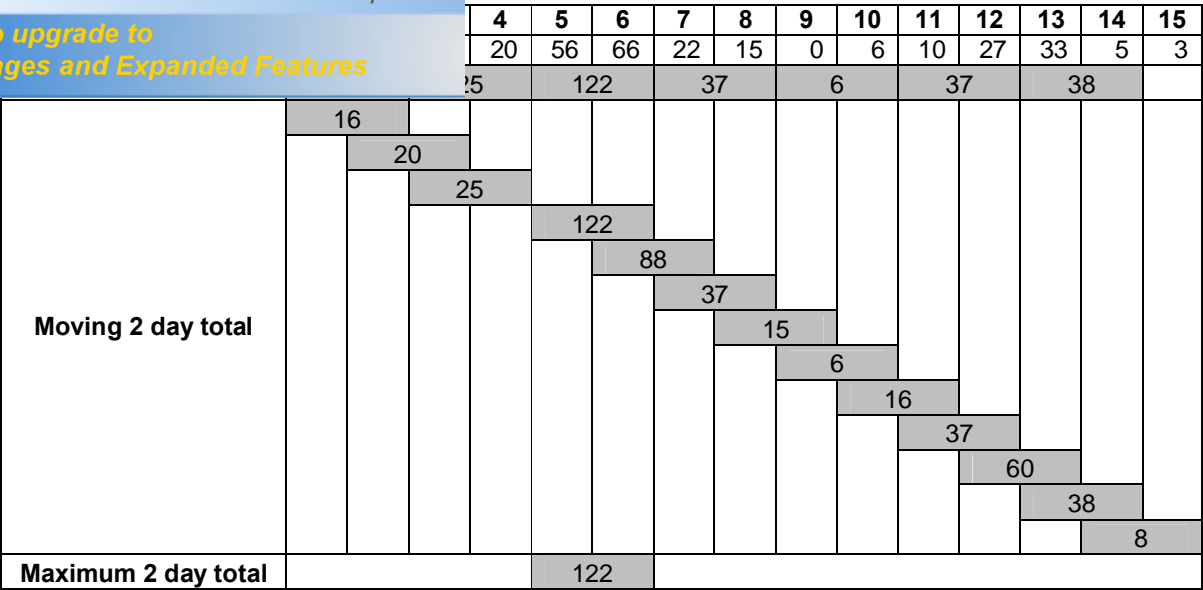 upgrade to
ages and Expanded Features
4 5 6 7 8 9 10 11 12 13 14 15
20 56 66 22 15 0 6 10 27 33 5 3
25 122 37 6 37 38
16
20
25
122
88
37
Moving 2 day total 15
6
16
37
60
38
8
Maximum 2 day total 122